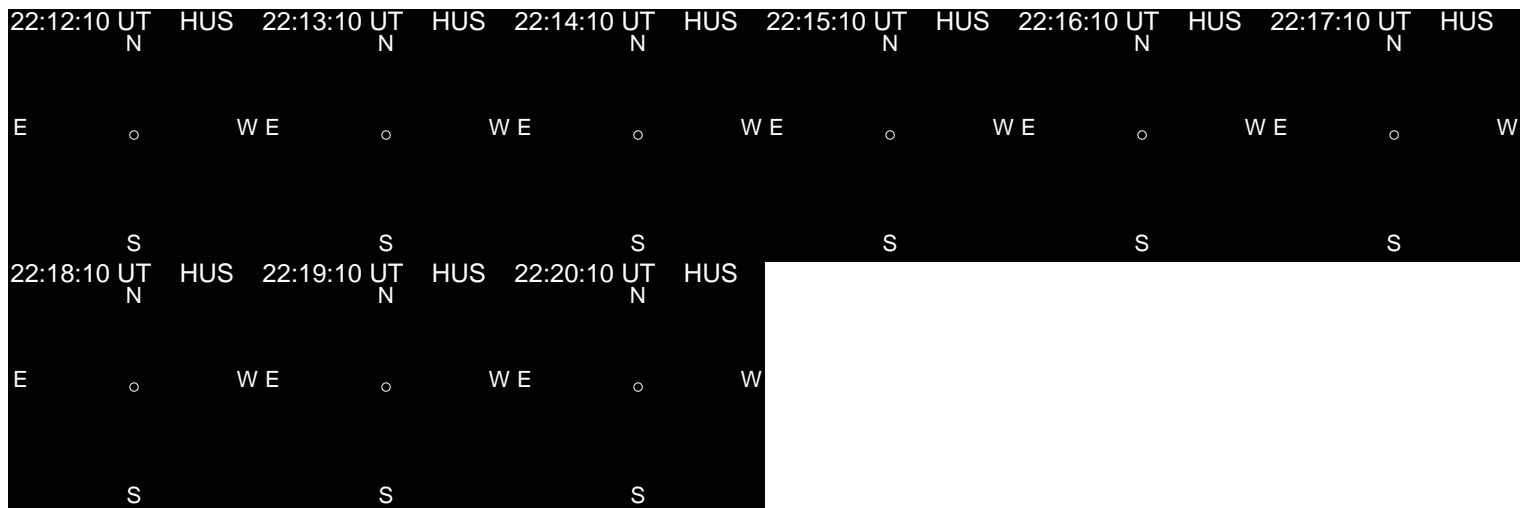 22:12:10 UT HUS 22:13:10 UT HUS 22:14:10 UT HUS 22:15:10 UT HUS 22:16:10 UT HUS 22:17:10 UT HUS
N N N N N N
E W E W E W E W E W E W
S S S S S S
22:18:10 UT HUS 22:19:10 UT HUS 22:20:10 UT HUS
N N N
E W E W E W
S S S